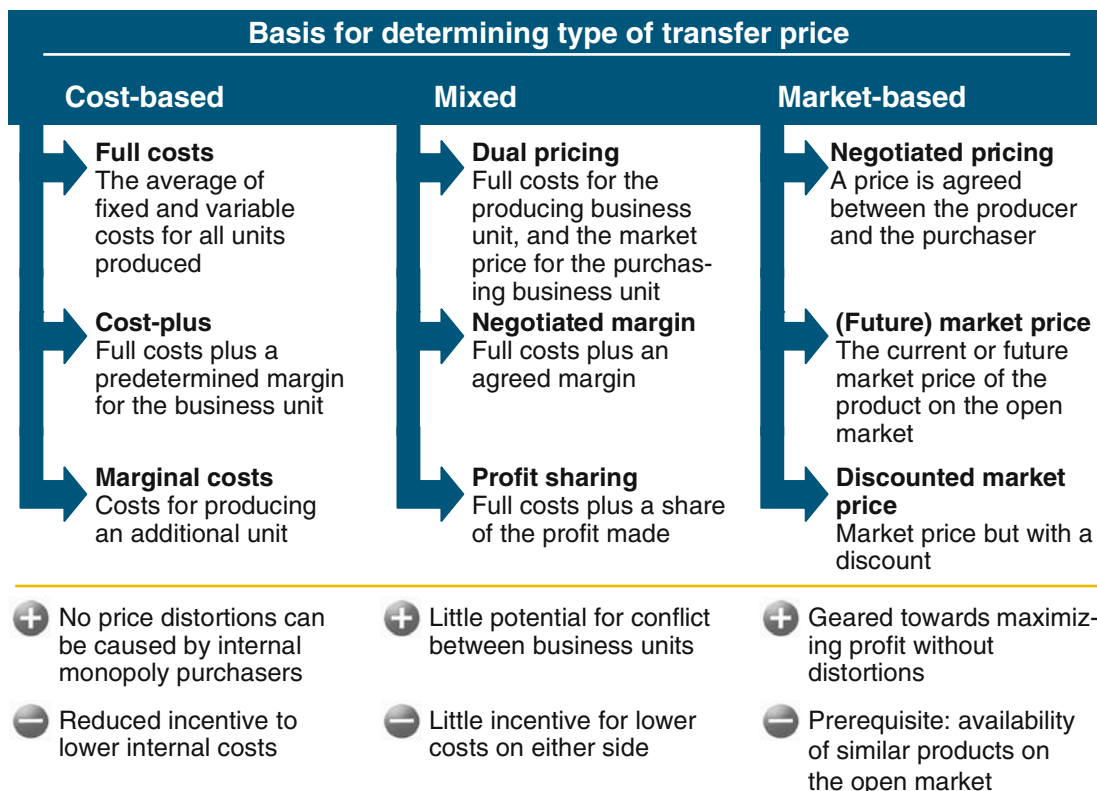 Basis for determining type of transfer price
Cost-based
Mixed
Market-based
Full costs
The average of
fixed and variable
costs for all units
produced
Cost-plus
Full costs plus a
predetermined margin
for the business unit
Marginal costs
Costs for producing
an additional unit
Dual pricing
Full costs for the
producing business
unit, and the market
price for the purchas-
ing business unit
Negotiated margin
Full costs plus an
agreed margin
Profit sharing
Full costs plus a share
of the profit made
Negotiated pricing
A price is agreed
between the producer
and the purchaser
(Future) market price
The current or future
market price of the
product on the open
market
Discounted market
price
Market price but with a
discount
No price distortions can
be caused by internal
monopoly purchasers
Reduced incentive to
lower internal costs
Little potential for conflict
between business units
Little incentive for lower
costs on either side
Geared towards maximiz-
ing profit without
distortions
Prerequisite: availability
of similar products on
the open market